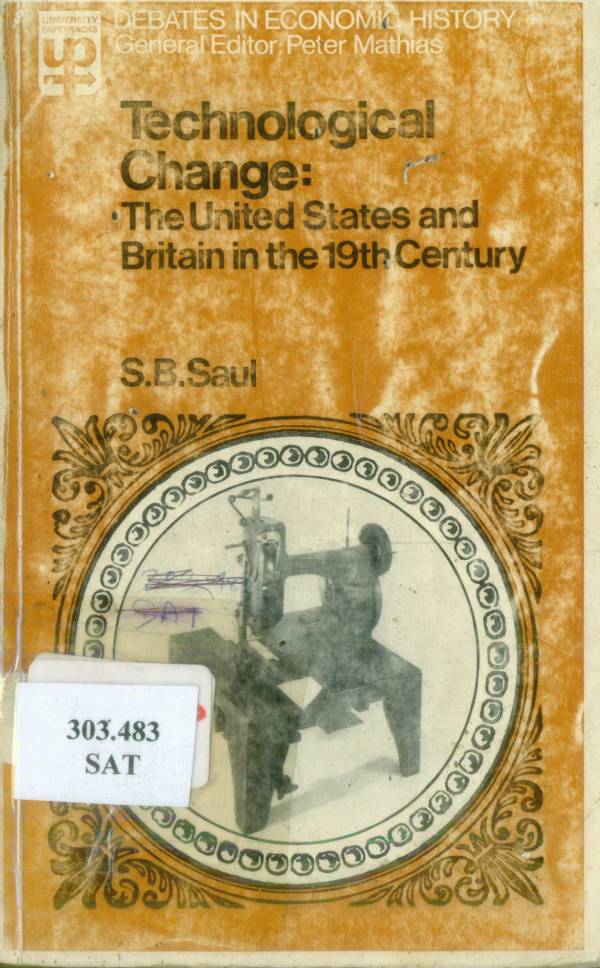 UNIVERSITY
PAPERBACKS
UP
DEBATES IN ECONOMIC HISTORY
General Editor: Peter Mathias
Technological
Change:
The United States and
Britain in the 19th Century
S.B.Saul
SAT
303.483
SAT